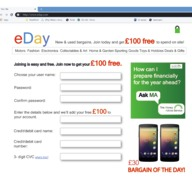 eDay
New & used bargains. Join today and get £100 free to spend on site!
Motors Fashion Electronics Collectables & Art Home & Garden Sporting Goods Toys & Hobbies Deals & Gifts
Joining is easy and free. Join now to get your £100 free.
Choose your user name:
Password:
Confirm password:
Enter the details below and we'll add your free £100 to
your account!
Credit/debit card name:
Credit/debit card
number:
3 digit CVC
How can I
prepare financially
for the year ahead?
Ask MA
£30
BARGAIN OF THE DAY!